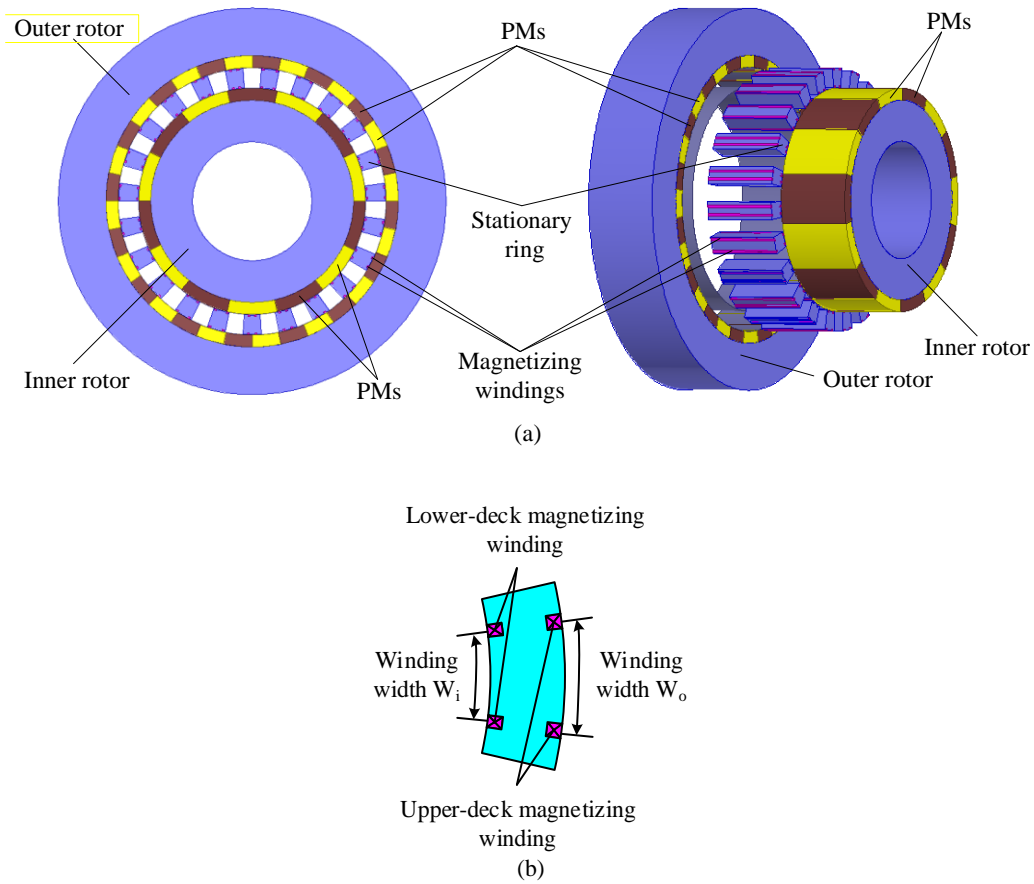 Outer rotor
PMs
PMs
Stationary
ring
Inner rotor
PMs
Magnetizing
windings
Inner rotor
Outer rotor
(a)
Lower-deck magnetizing
winding
Winding
width Wi
Winding
width Wo
Upper-deck magnetizing
winding
(b)